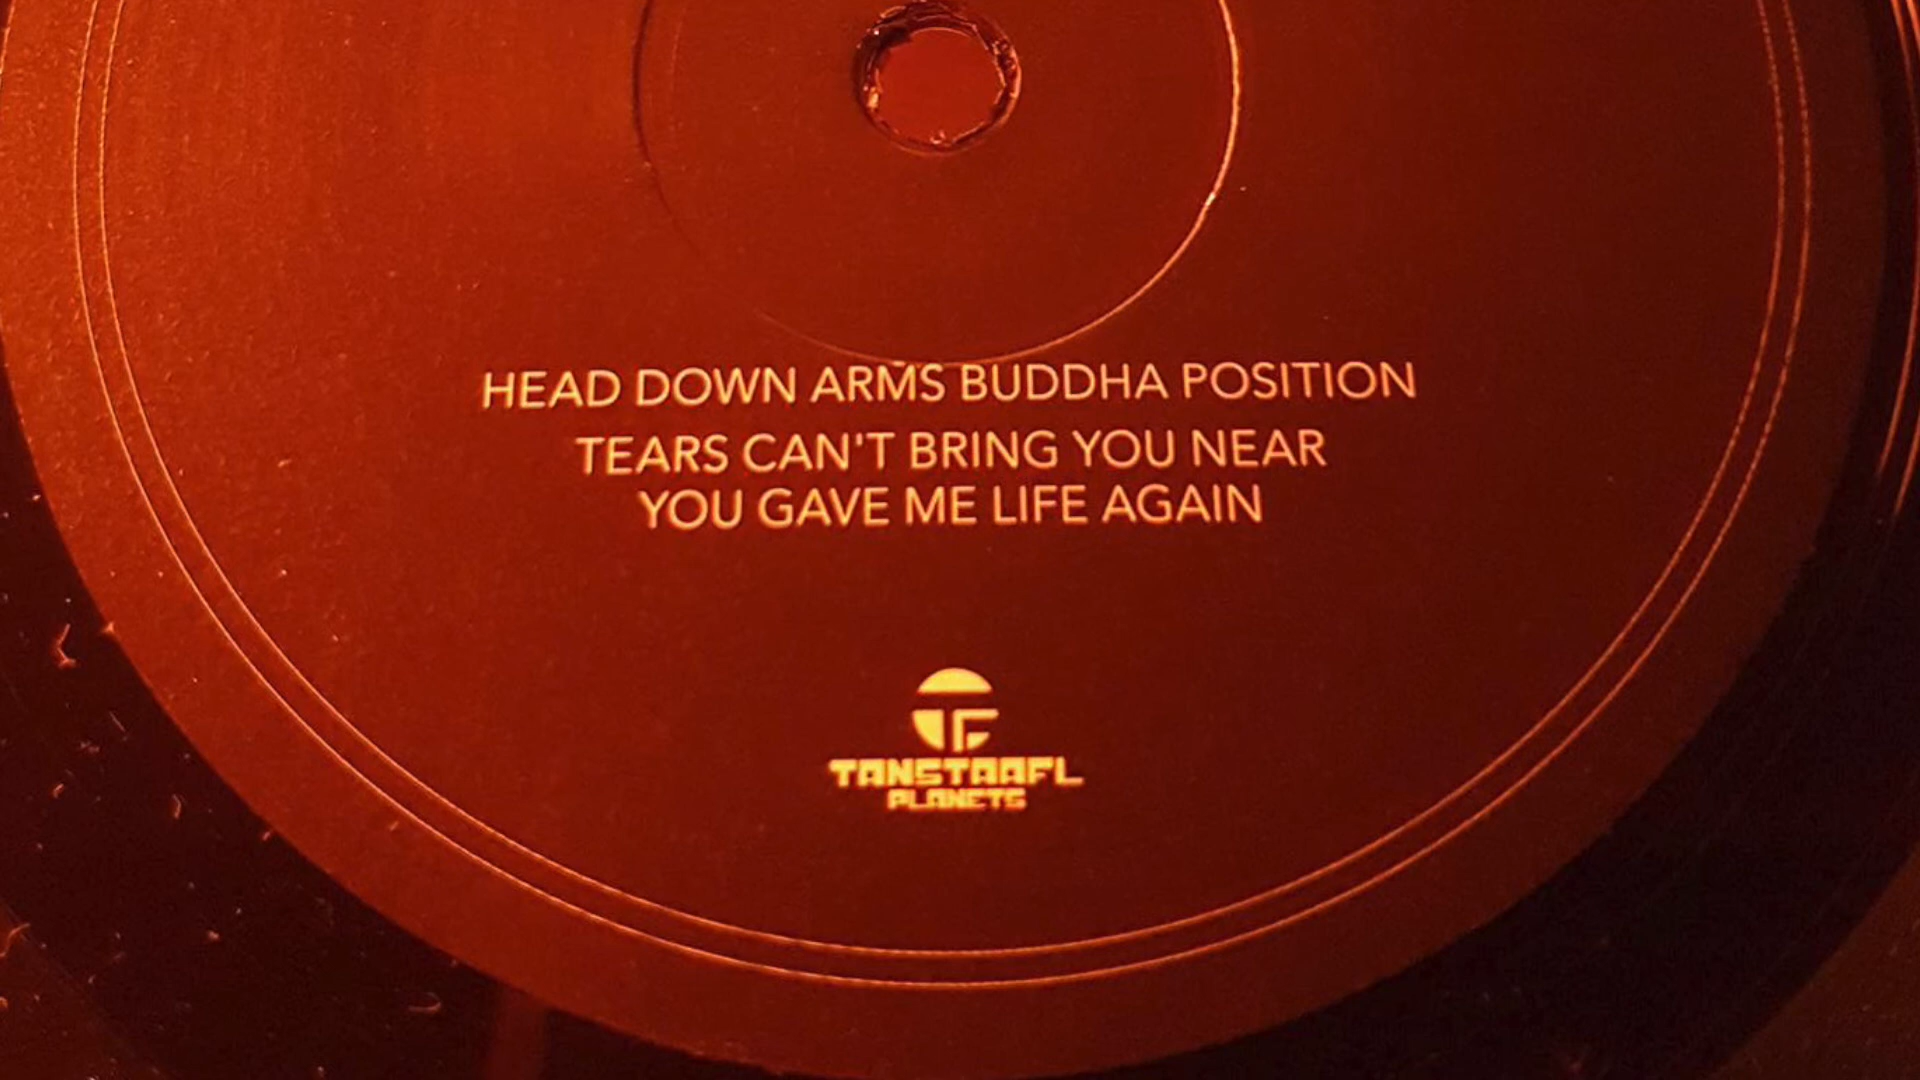 HEAD DOWN ARMS BUDDHA POSITION
TEARS CAN'T BRING YOU NEAR
YOU GAVE ME LIFE AGAIN
TANSTAAFL
PLANETS